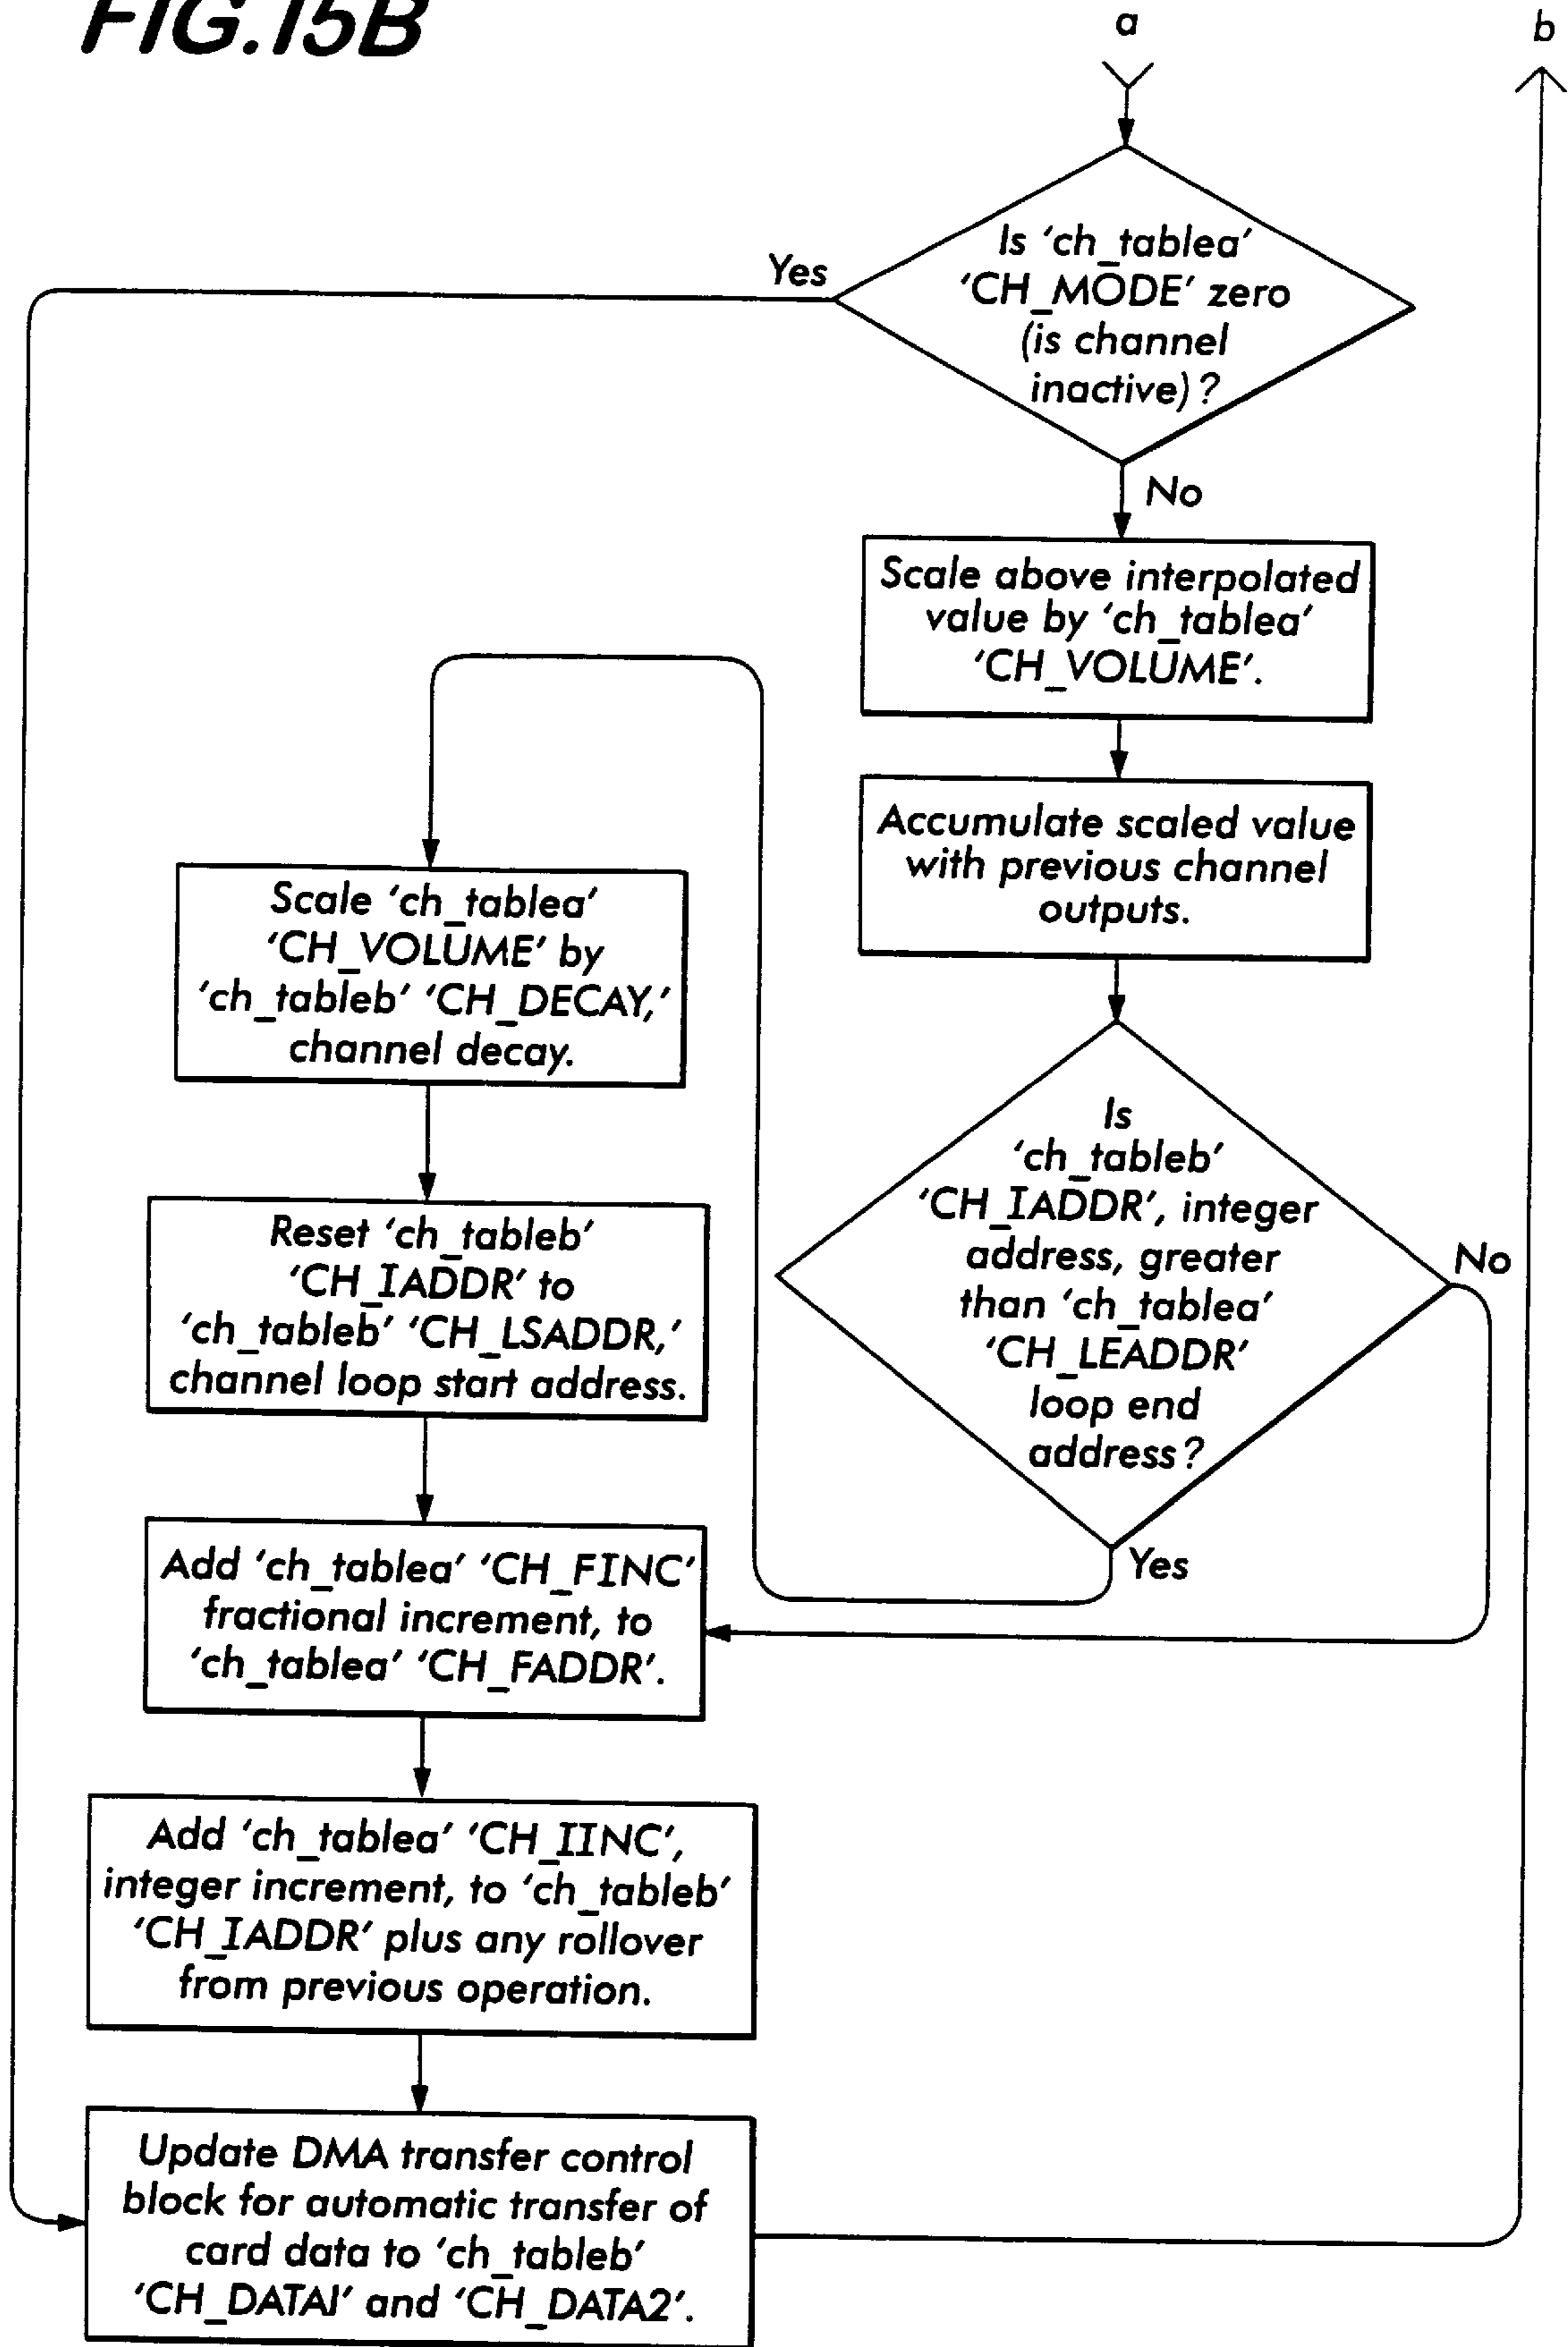 FIG.15B
a
b
Is 'ch_tablea'
'CH_MODE' zero
(is channel
inactive)?
Yes
No
Scale above interpolated
value by 'ch_tablea'
'CH_VOLUME'.
Accumulate scaled value
with previous channel
outputs.
Is
'ch_tableb'
'CH_IADDR', integer
address, greater
than 'ch_tablea'
'CH_LEADDR'
loop end
address?
No
Yes
Scale 'ch_tablea'
'CH_VOLUME' by
'ch_tableb' 'CH_DECAY,'
channel decay.
Reset 'ch_tableb'
'CH_IADDR' to
'ch_tableb' 'CH_LSADDR,'
channel loop start address.
Add 'ch_tablea' 'CH_FINC'
fractional increment, to
'ch_tablea' 'CH_FADDR'.
Add 'ch_tablea' 'CH_IINC',
integer increment, to 'ch_tableb'
'CH_IADDR' plus any rollover
from previous operation.
Update DMA transfer control
block for automatic transfer of
card data to 'ch_tableb'
'CH_DATA1' and 'CH_DATA2'.